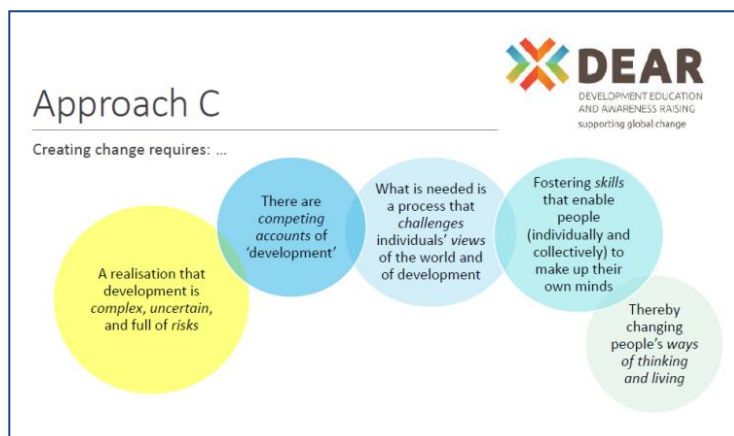 DEAR
DEVELOPMENT EDUCATION
AND AWARENESS RAISING
supporting global change
Approach C
Creating change requires: ...
A realisation that
development is
complex, uncertain,
and full of risks
There are
competing
accounts of
‘development’
What is needed is
a process that
challenges
individuals’ views
of the world and
of development
Fostering skills
that enable
people
(individually and
collectively) to
make up their
own minds
Thereby
changing
people’s ways
of thinking
and living